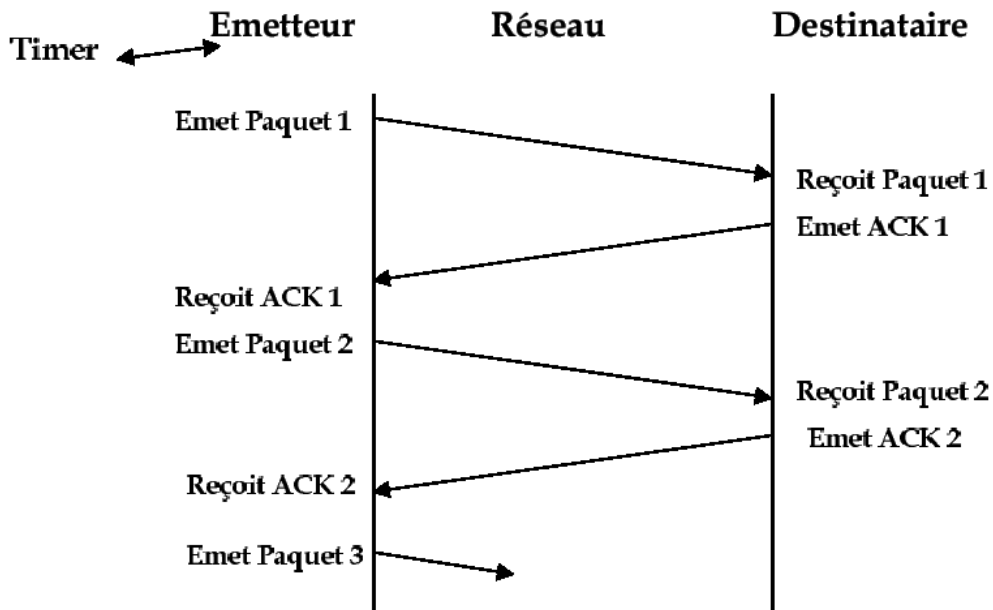 Emetteur Réseau Destinataire
Timer
Emet Paquet 1
Reçoit Paquet 1
Emet ACK 1
Reçoit ACK 1
Emet Paquet 2
Reçoit Paquet 2
Emet ACK 2
Reçoit ACK 2
Emet Paquet 3